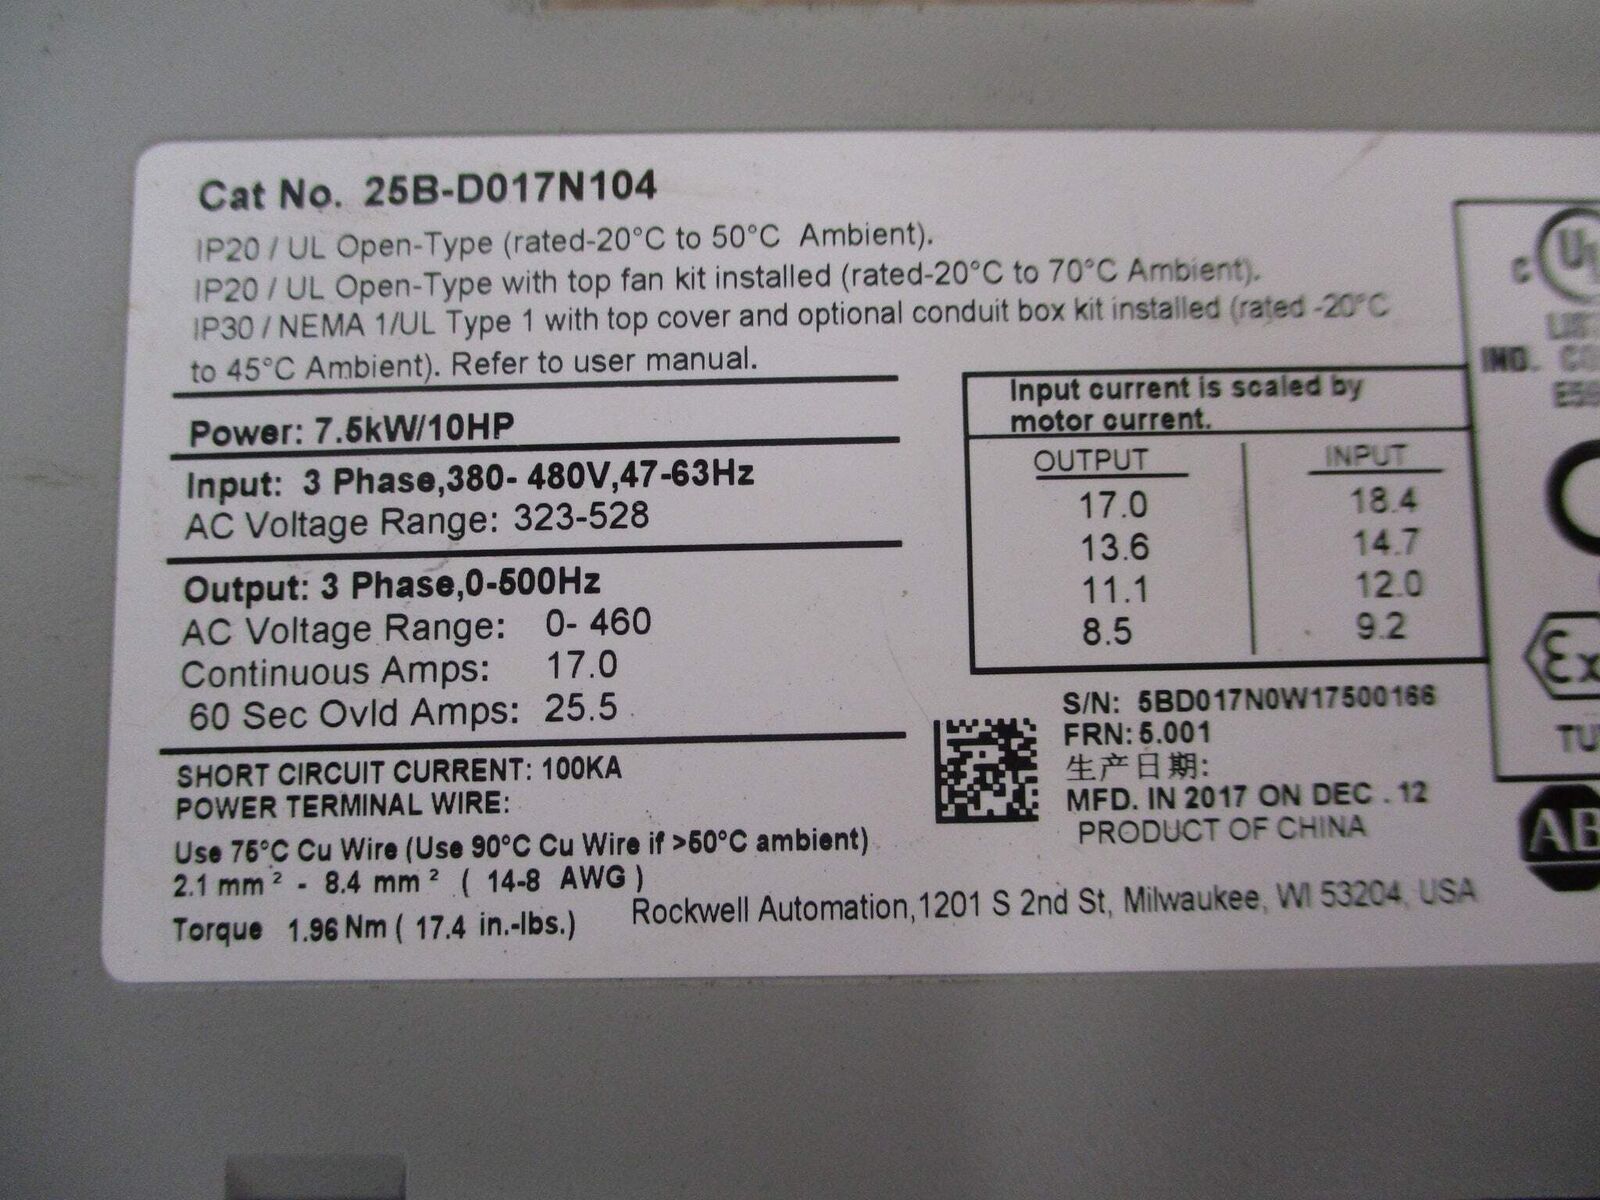 Cat No. 25B-D017N104
IP20 / UL Open-Type (rated-20°C to 50°C Ambient).
IP20 / UL Open-Type with top fan kit installed (rated-20°C to 70°C Ambient).
IP30 / NEMA 1/UL Type 1 with top cover and optional conduit box kit installed (rated -20°C
to 45°C Ambient). Refer to user manual.
Power: 7.5kW/10HP
Input: 3 Phase,380- 480V,47-63Hz
AC Voltage Range: 323-528
Output: 3 Phase,0-500Hz
AC Voltage Range: 0- 460
Continuous Amps: 17.0
60 Sec Ovld Amps: 25.5
SHORT CIRCUIT CURRENT: 100KA
POWER TERMINAL WIRE:
Use 75°C Cu Wire (Use 90°C Cu Wire if >50°C ambient)
2.1 mm² - 8.4 mm² ( 14-8 AWG )
Torque 1.96 Nm ( 17.4 in.-lbs.)
Input current is scaled by
motor current.
OUTPUT INPUT
17.0 18.4
13.6 14.7
11.1 12.0
8.5 9.2
S/N: 5BD017N0W17500166
FRN: 5.001
生产日期:
MFD. IN 2017 ON DEC . 12
PRODUCT OF CHINA
Rockwell Automation,1201 S 2nd St, Milwaukee, WI 53204, USA
C UL
IND.
Ex
AB